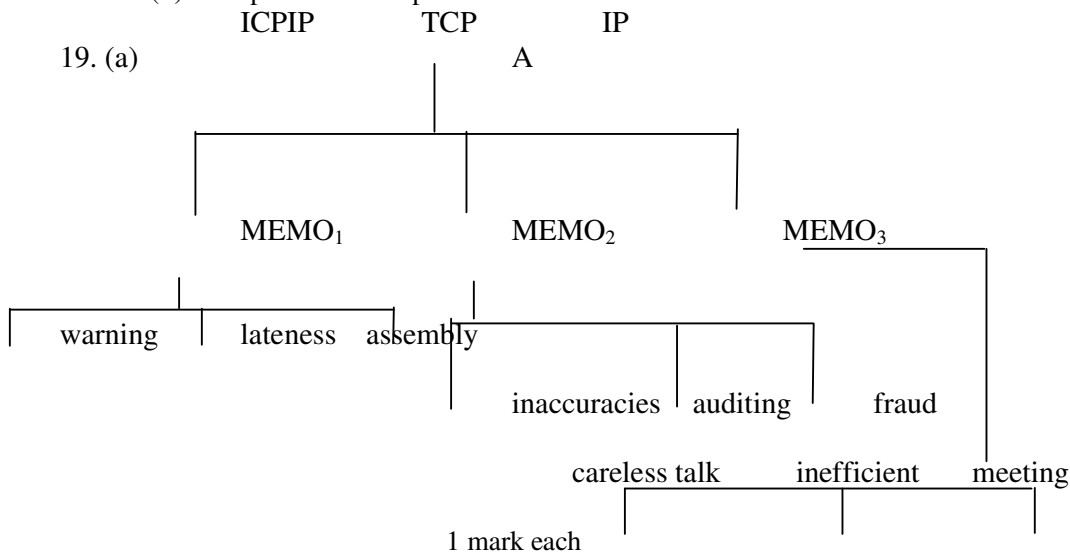 ICPIP TCP IP
19. (a) A
MEMO₁ MEMO₂ MEMO₃
warning lateness assembly
inaccuracies auditing fraud
careless talk inefficient meeting
1 mark each